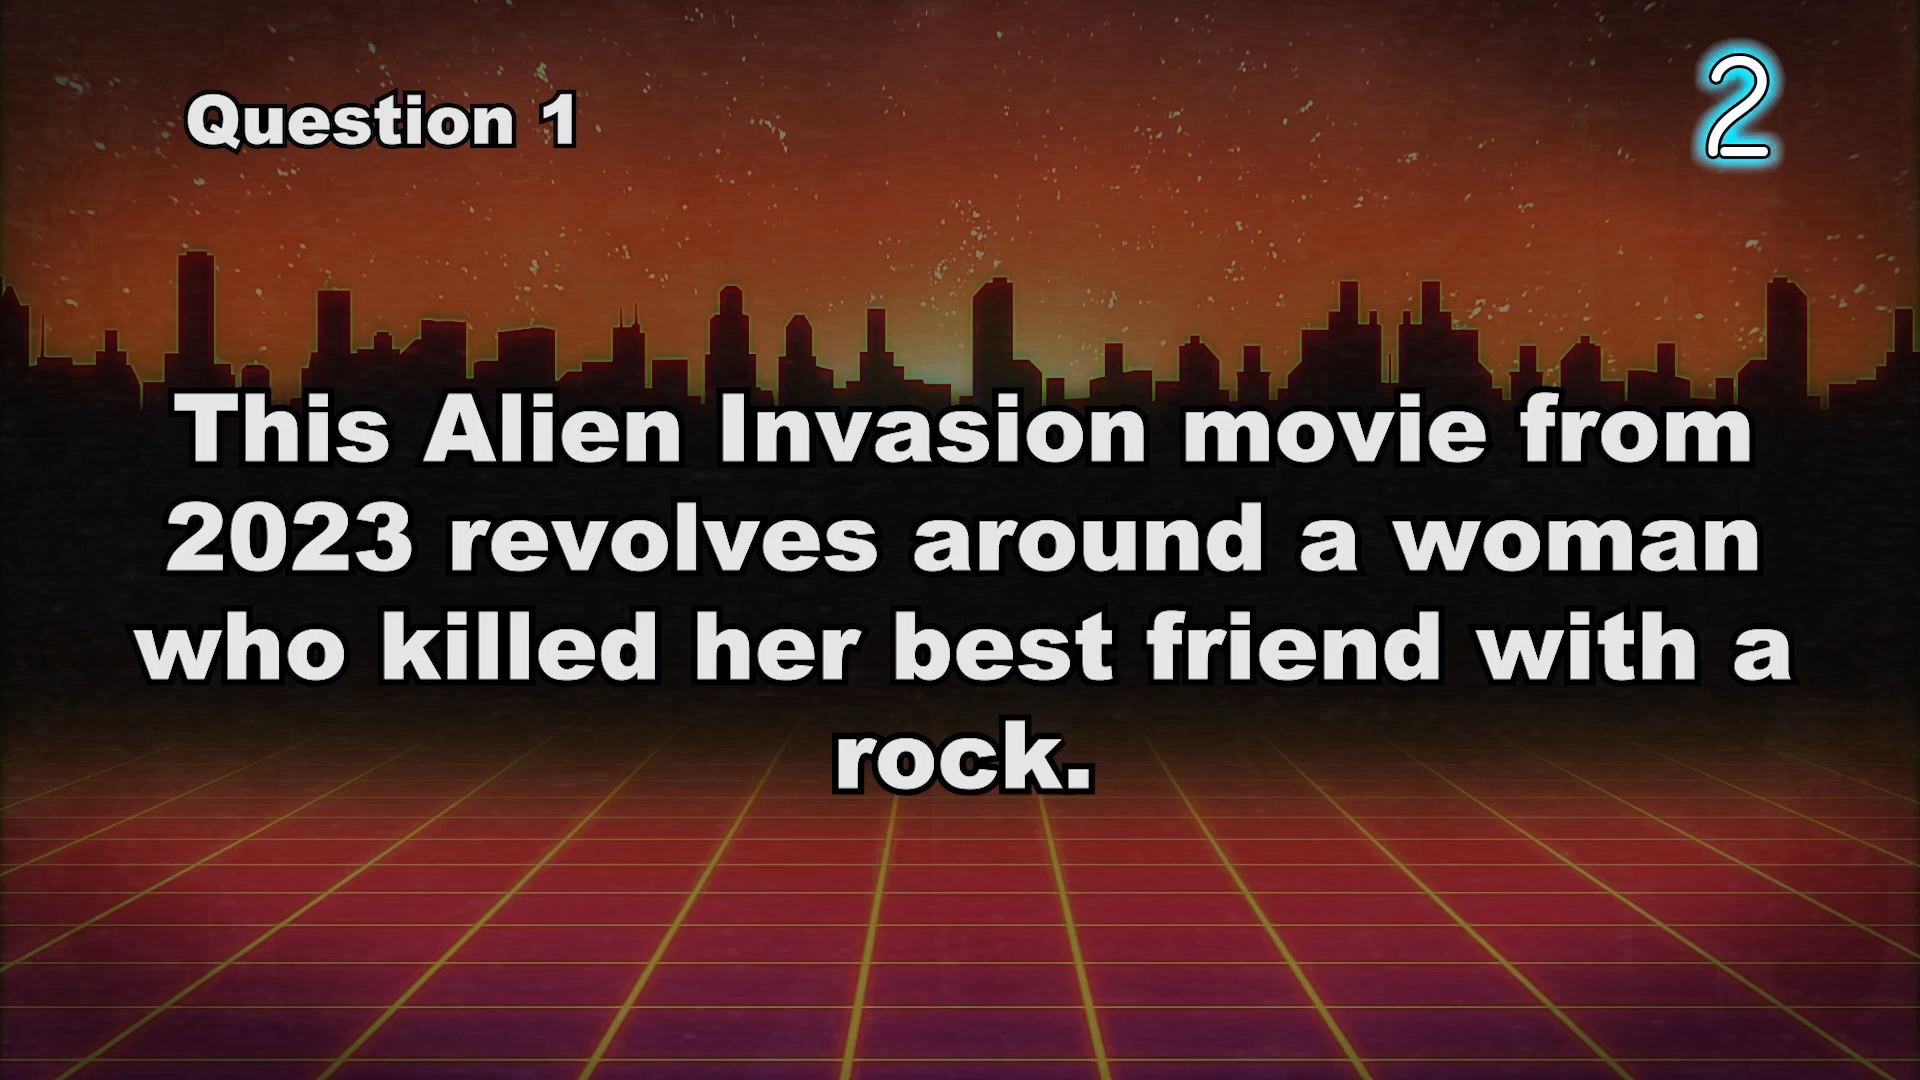 Question 1
2
This Alien Invasion movie from
2023 revolves around a woman
who killed her best friend with a
rock.